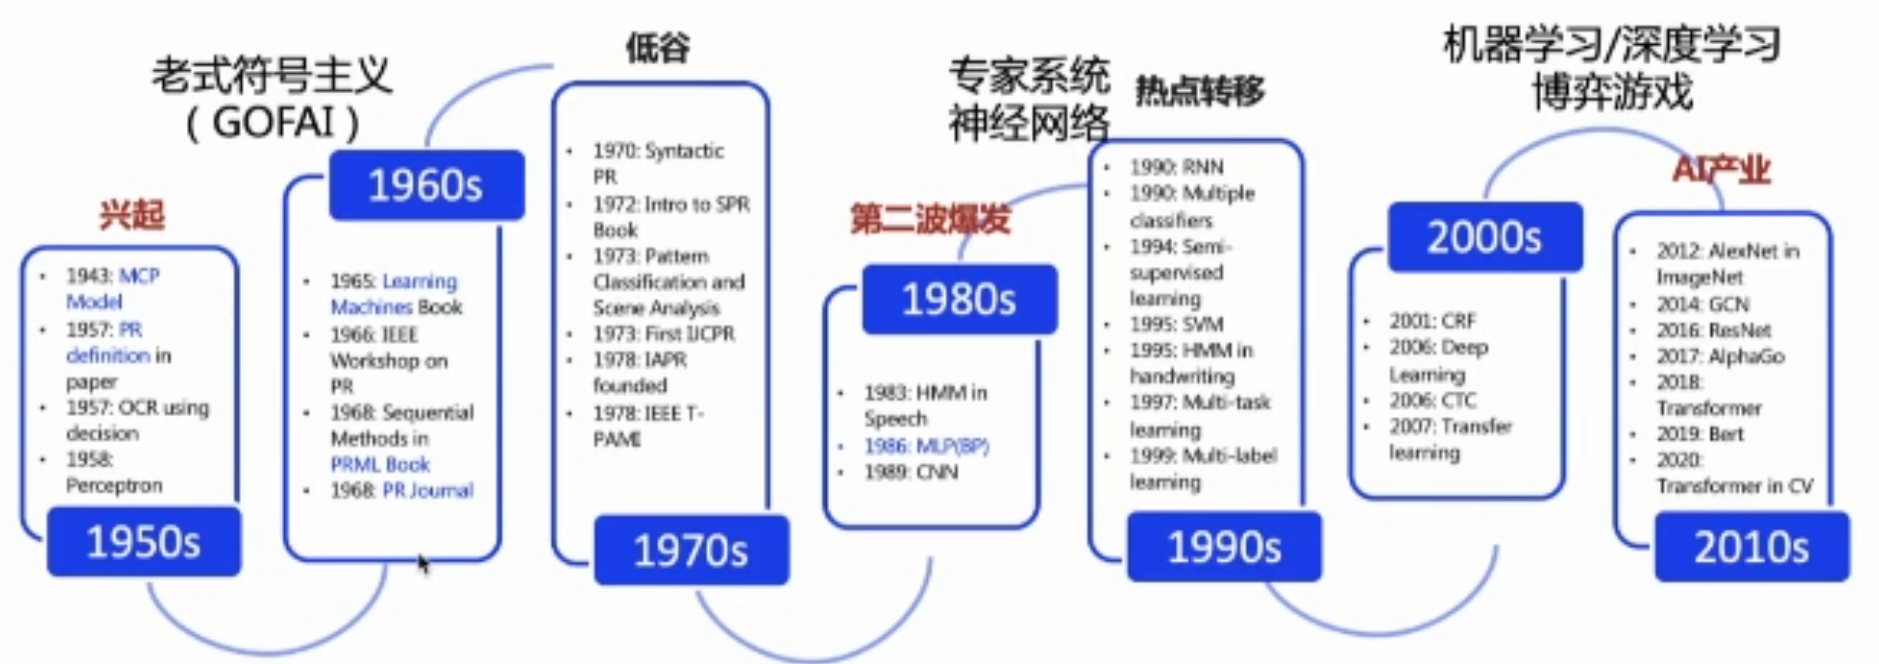 老式符号主义
（GOFAI）
兴起
• 1943: MCP
Model
• 1957: PR
definition in
paper
• 1957: OCR using
decision
• 1958:
Perceptron
1950s
1960s
• 1965: Learning
Machines Book
• 1966: IEEE
Workshop on
PR
• 1968: Sequential
Methods in
PRML Book
• 1968: PR Journal
低谷
• 1970: Syntactic
PR
• 1972: Intro to SPR
Book
• 1973: Pattern
Classification and
Scene Analysis
• 1973: First IJCPR
• 1978: IAPR
founded
• 1978: IEEE T-
PAMI
1970s
专家系统
神经网络
第二波爆发
1980s
• 1983: HMM in
Speech
• 1986: MLP(BP)
• 1989: CNN
热点转移
• 1990: RNN
• 1990: Multiple
classifiers
• 1994: Semi-
supervised
learning
• 1995: SVM
• 1995: HMM in
handwriting
• 1997: Multi-task
learning
• 1999: Multi-label
learning
1990s
机器学习/深度学习
博弈游戏
2000s
• 2001: CRF
• 2006: Deep
Learning
• 2006: CTC
• 2007: Transfer
learning
AI产业
• 2012: AlexNet in
ImageNet
• 2014: GCN
• 2016: ResNet
• 2017: AlphaGo
• 2018:
Transformer
• 2019: Bert
• 2020:
Transformer in CV
2010s